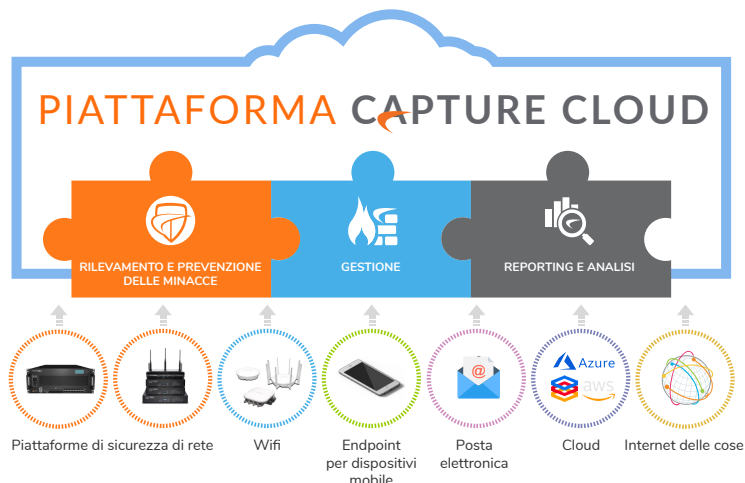 PIATTAFORMA CAPTURE CLOUD
RILEVAMENTO E PREVENZIONE
DELLE MINACCE
GESTIONE
REPORTING E ANALISI
@
Azure
aws
Piattaforme di sicurezza di rete
Wifi
Endpoint
per dispositivi
mobile
Posta
elettronica
Cloud
Internet delle cose